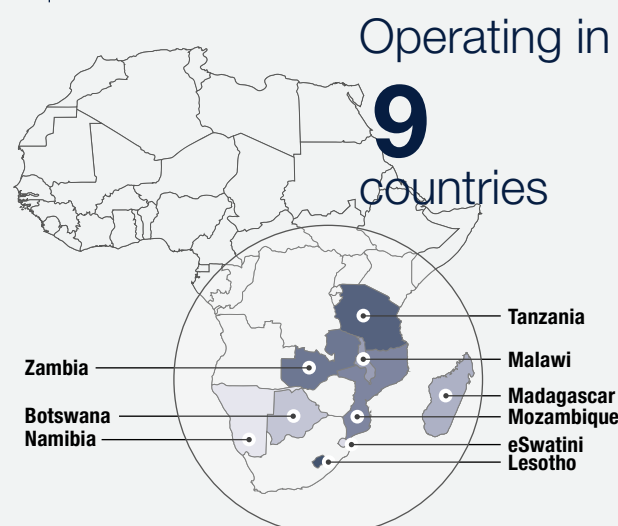 Operating in
9
countries
Tanzania
Malawi
Zambia
Madagascar
Mozambique
Botswana
Namibia
eSwatini
Lesotho